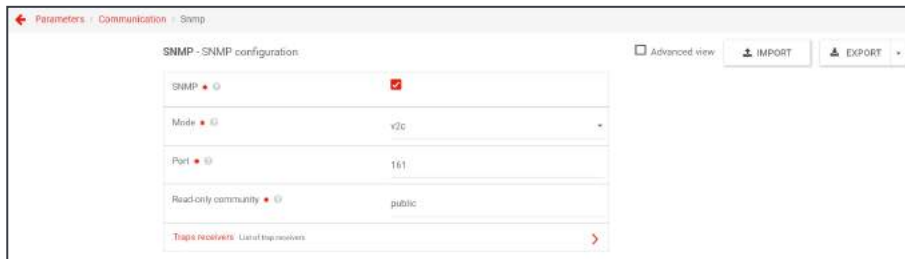 Parameters / Communication / Snmp
SNMP - SNMP configuration
Advanced view
IMPORT
EXPORT
SNMP
Mode
v2c
Port
161
Read-only community
public
Traps receivers List of trap receivers